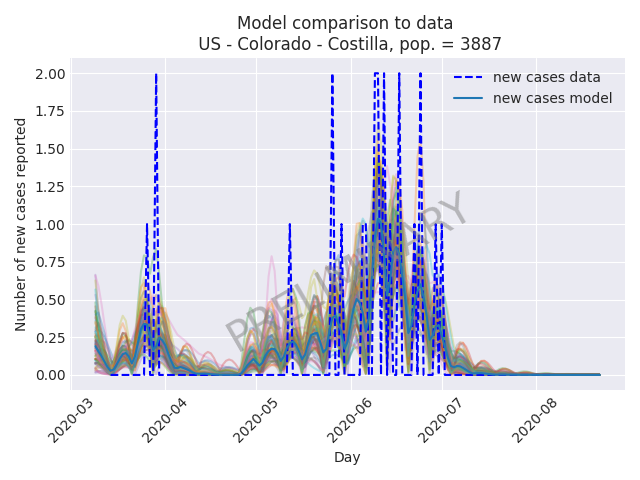 Model comparison to data
US - Colorado - Costilla, pop. = 3887
new cases data
new cases model
Number of new cases reported
2.00
1.75
1.50
1.25
1.00
0.75
0.50
0.25
0.00
PRELIMINARY
2020-03
2020-04
2020-05
2020-06
2020-07
2020-08
Day